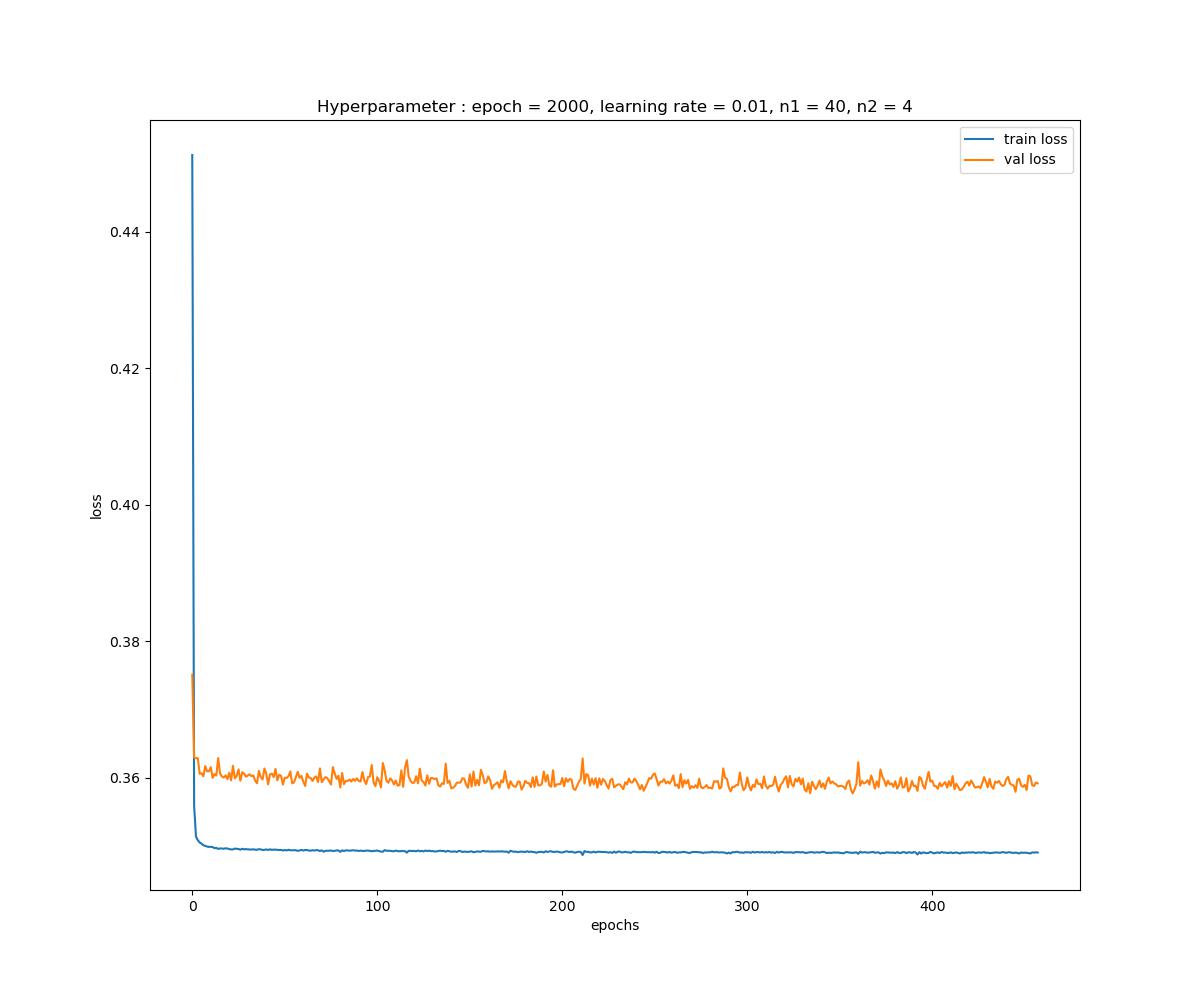 Hyperparameter : epoch = 2000, learning rate = 0.01, n1 = 40, n2 = 4
train loss
val loss
0.44
0.42
0.40
0.38
0.36
loss
0 100 200 300 400
epochs